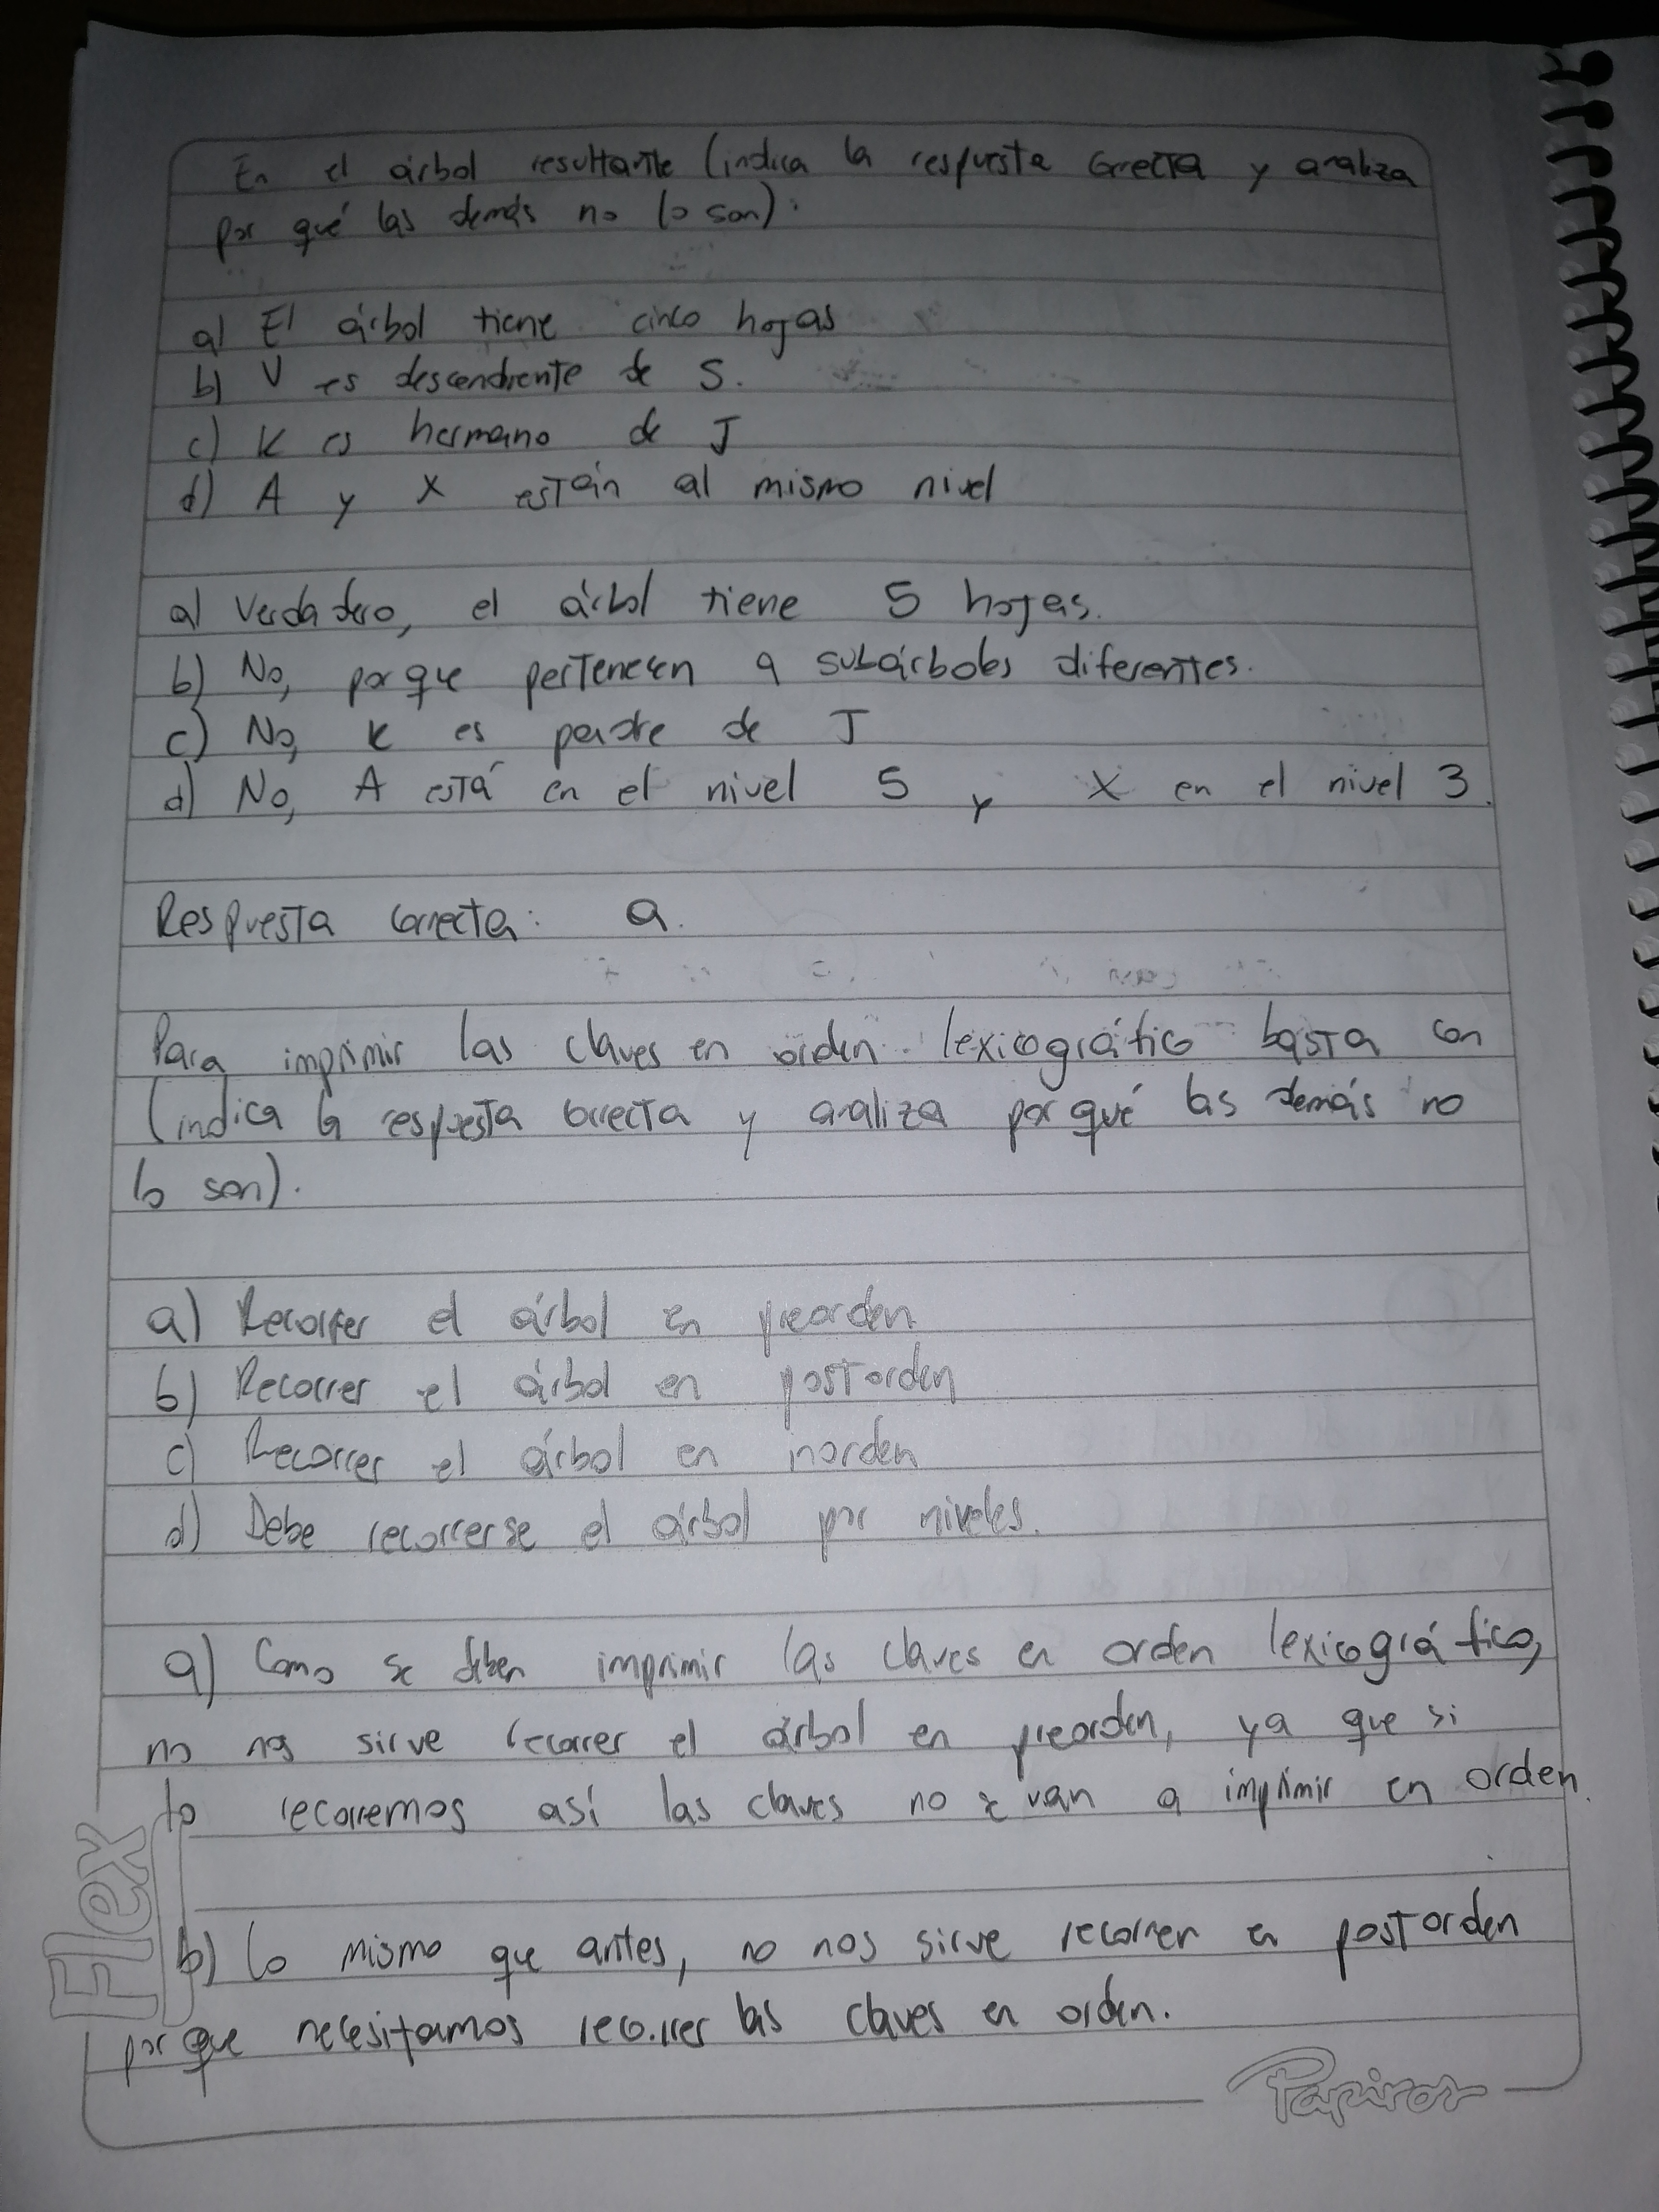 En el árbol resultante (indica la respuesta correcta y analiza
por qué las demás no lo son):
a) El árbol tiene cinco hojas
b) V es descendiente de S.
c) K es hermano de J
d) A y X están al mismo nivel
a) Verdadero, el árbol tiene 5 hojas.
b) No, porque pertenecen a subárboles diferentes.
c) No, K es padre de J
d) No, A está en el nivel 5 y X en el nivel 3.
Respuesta correcta: a.
Para imprimir las claves en orden lexicográfico basta con
(indica la respuesta correcta y analiza por qué las demás no
lo son).
a) Recorrer el árbol en preorden
b) Recorrer el árbol en postorden
c) Recorrer el árbol en inorden
d) Debe recorrerse el árbol por niveles.
a) Como se deben imprimir las claves en orden lexicográfico,
no nos sirve recorrer el árbol en preorden, ya que si
lo recorremos así las claves no se van a imprimir en orden.
b) Lo mismo que antes, no nos sirve recorrer en postorden
porque necesitamos recorrer las claves en orden.
Flex
Papiros